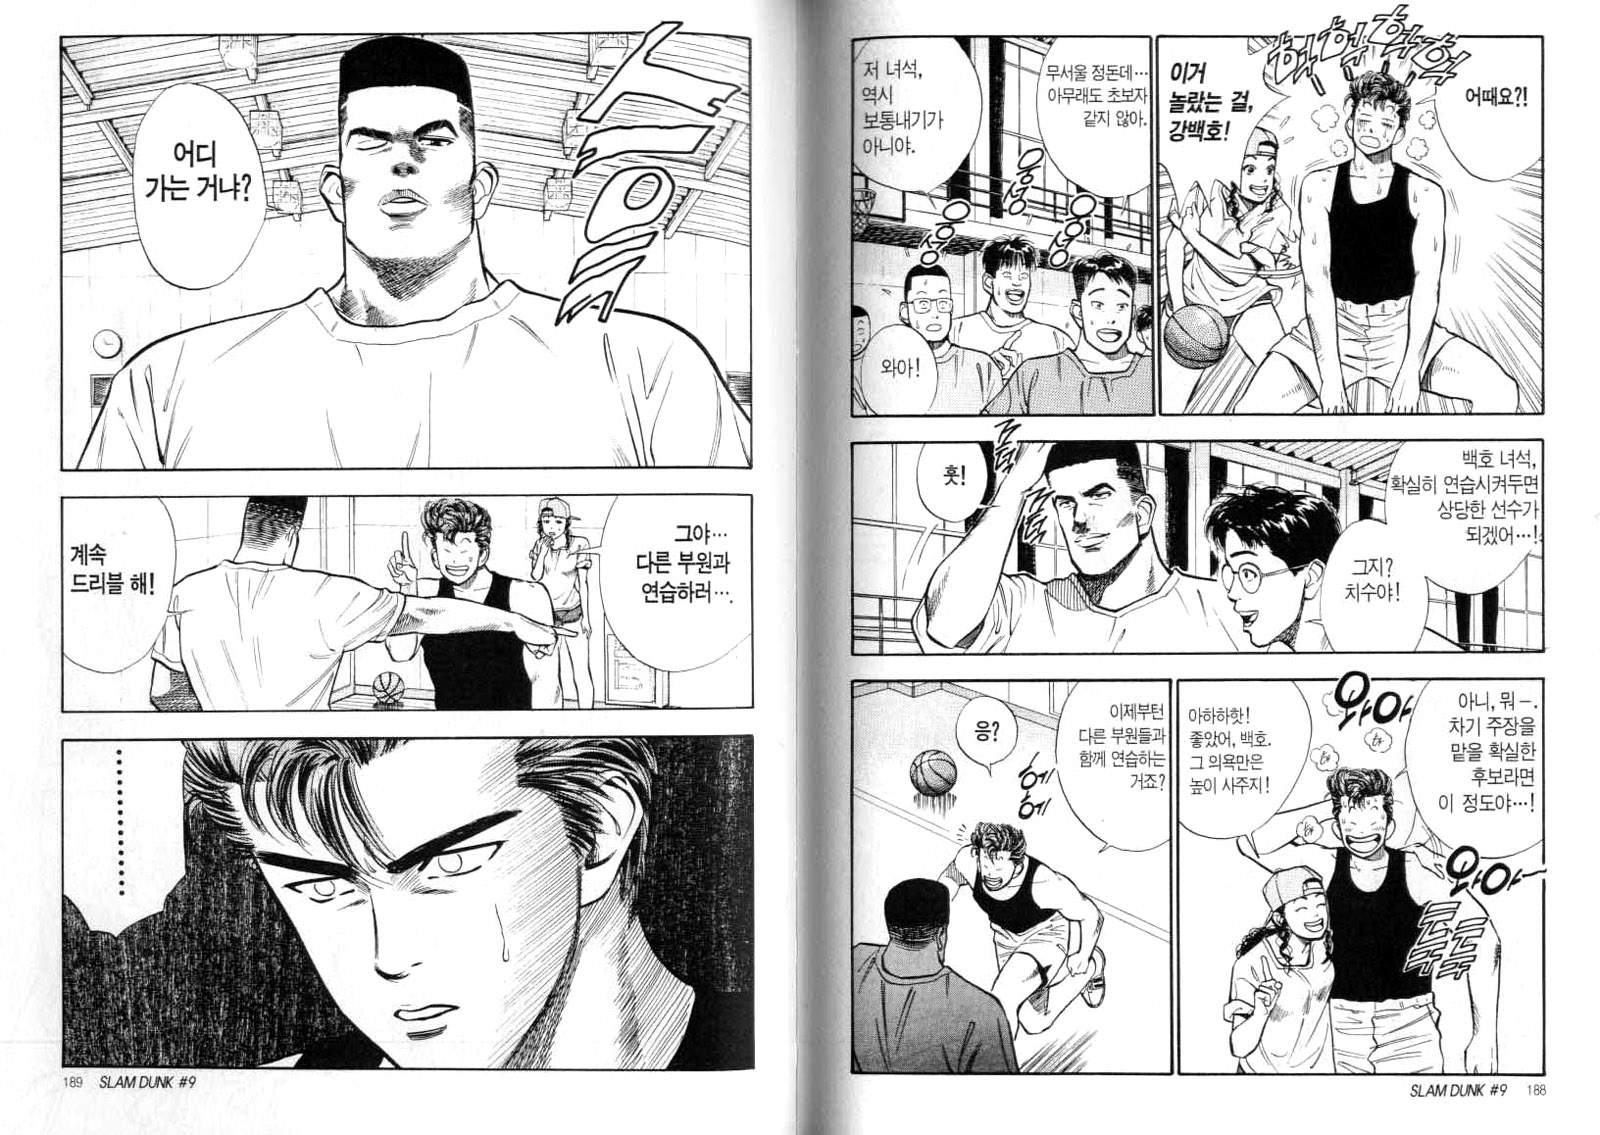 어때요?!
헉헉헉헉
이거
놀랐는 걸,
강백호!
무서울 정돈데…
아무래도 초보자
같지 않아.
저 녀석,
역시
보통내기가
아니야.
웅성
웅성
웅성
와아!
백호 녀석,
확실히 연습시켜두면
상당한 선수가
되겠어…!
그지?
치수야!
훗!
아니, 뭐–.
차기 주장을
맡을 확실한
후보라면
이 정도야…!
와아
와아
툭툭
툭툭
아하하핫!
좋았어, 백호.
그 의욕만은
높이 사주지!
이제부턴
다른 부원들과
함께 연습하는
거죠?
헤헤
응?
SLAM DUNK #9 188
어디
가는 거냐?
그야…
다른 부원과
연습하러….
계속
드리블 해!
………
189 SLAM DUNK #9